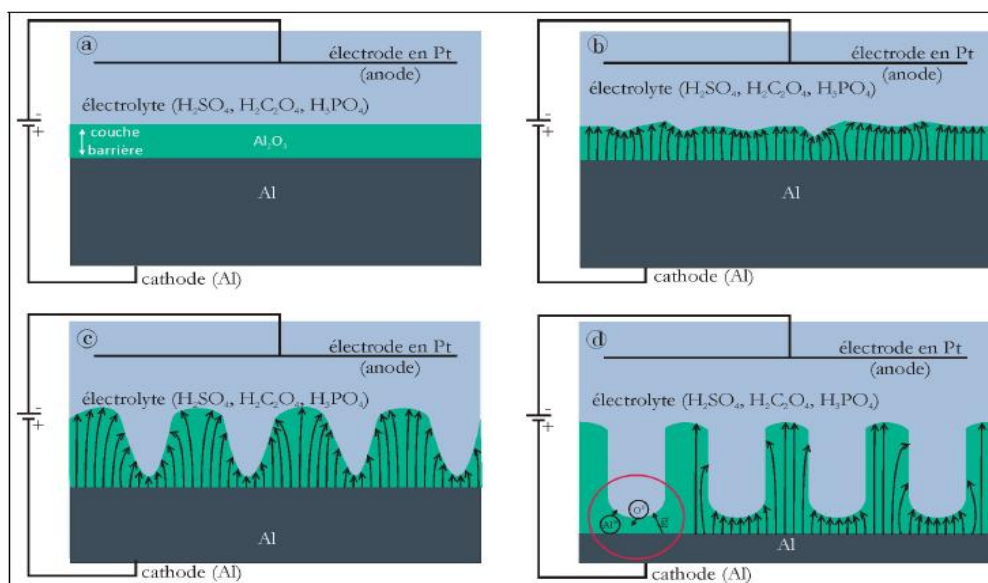 a
électrode en Pt
(anode)
électrolyte (H₂SO₄, H₂C₂O₄, H₃PO₄)
-
+
couche
barrière
Al₂O₃
Al
cathode (Al)
b
électrode en Pt
(anode)
électrolyte (H₂SO₄, H₂C₂O₄, H₃PO₄)
-
+
Al
cathode (Al)
c
électrode en Pt
(anode)
électrolyte (H₂SO₄, H₂C₂O₄, H₃PO₄)
-
+
Al
cathode (Al)
d
électrode en Pt
(anode)
électrolyte (H₂SO₄, H₂C₂O₄, H₃PO₄)
-
+
Al
cathode (Al)